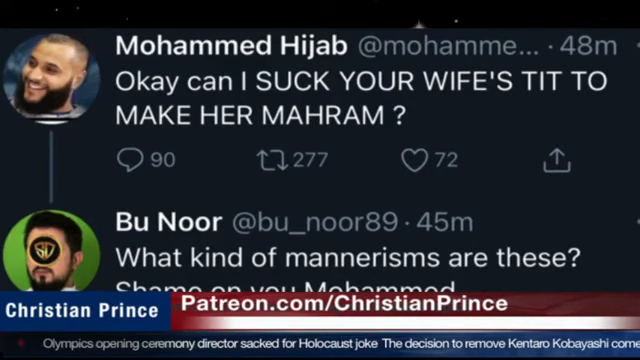 Mohammed Hijab @mohamme... · 48m
Okay can I SUCK YOUR WIFE'S TIT TO
MAKE HER MAHRAM ?
90 277 72
Bu Noor @bu_noor89 · 45m
What kind of mannerisms are these?
Shame on you Mohammed
Christian Prince
Patreon.com/ChristianPrince
Olympics opening ceremony director sacked for Holocaust joke The decision to remove Kentaro Kobayashi come